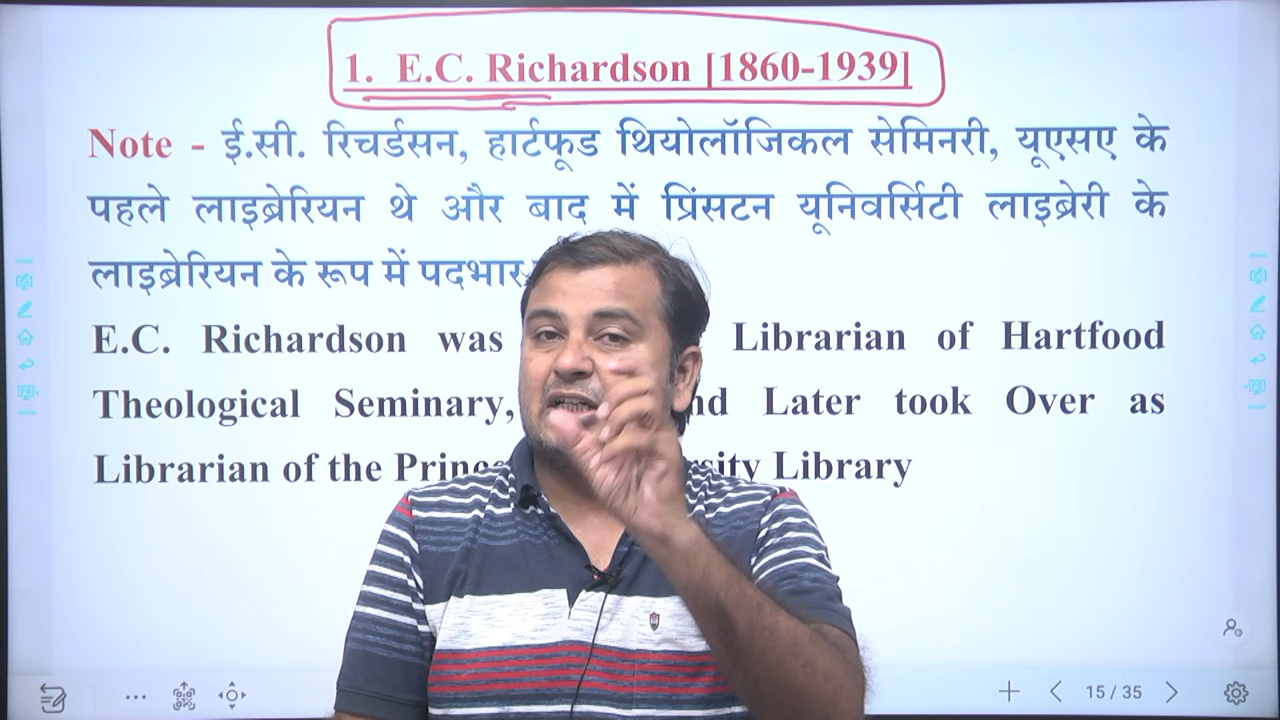 1. E.C. Richardson [1860-1939]
Note - ई.सी. रिचर्डसन, हार्टफूड थियोलॉजिकल सेमिनरी, यूएसए के
पहले लाइब्रेरियन थे और बाद में प्रिंसटन यूनिवर्सिटी लाइब्रेरी के
लाइब्रेरियन के रूप में पदभार
E.C. Richardson was Librarian of Hartfood
Theological Seminary, Later took Over as
Librarian of the Library
15 / 35